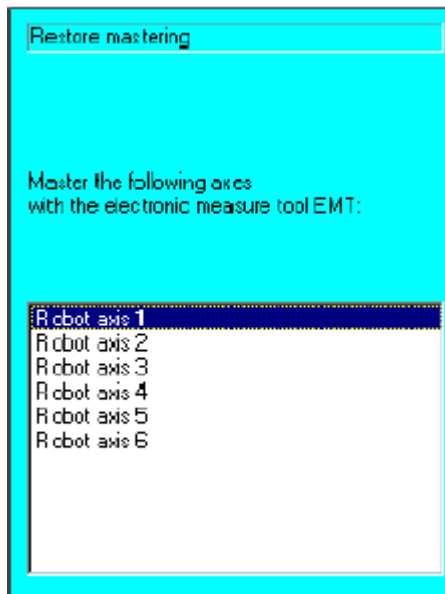 Restore mastering
Master the following axes
with the electronic measure tool EMT:
Robot axis 1
Robot axis 2
Robot axis 3
Robot axis 4
Robot axis 5
Robot axis 6